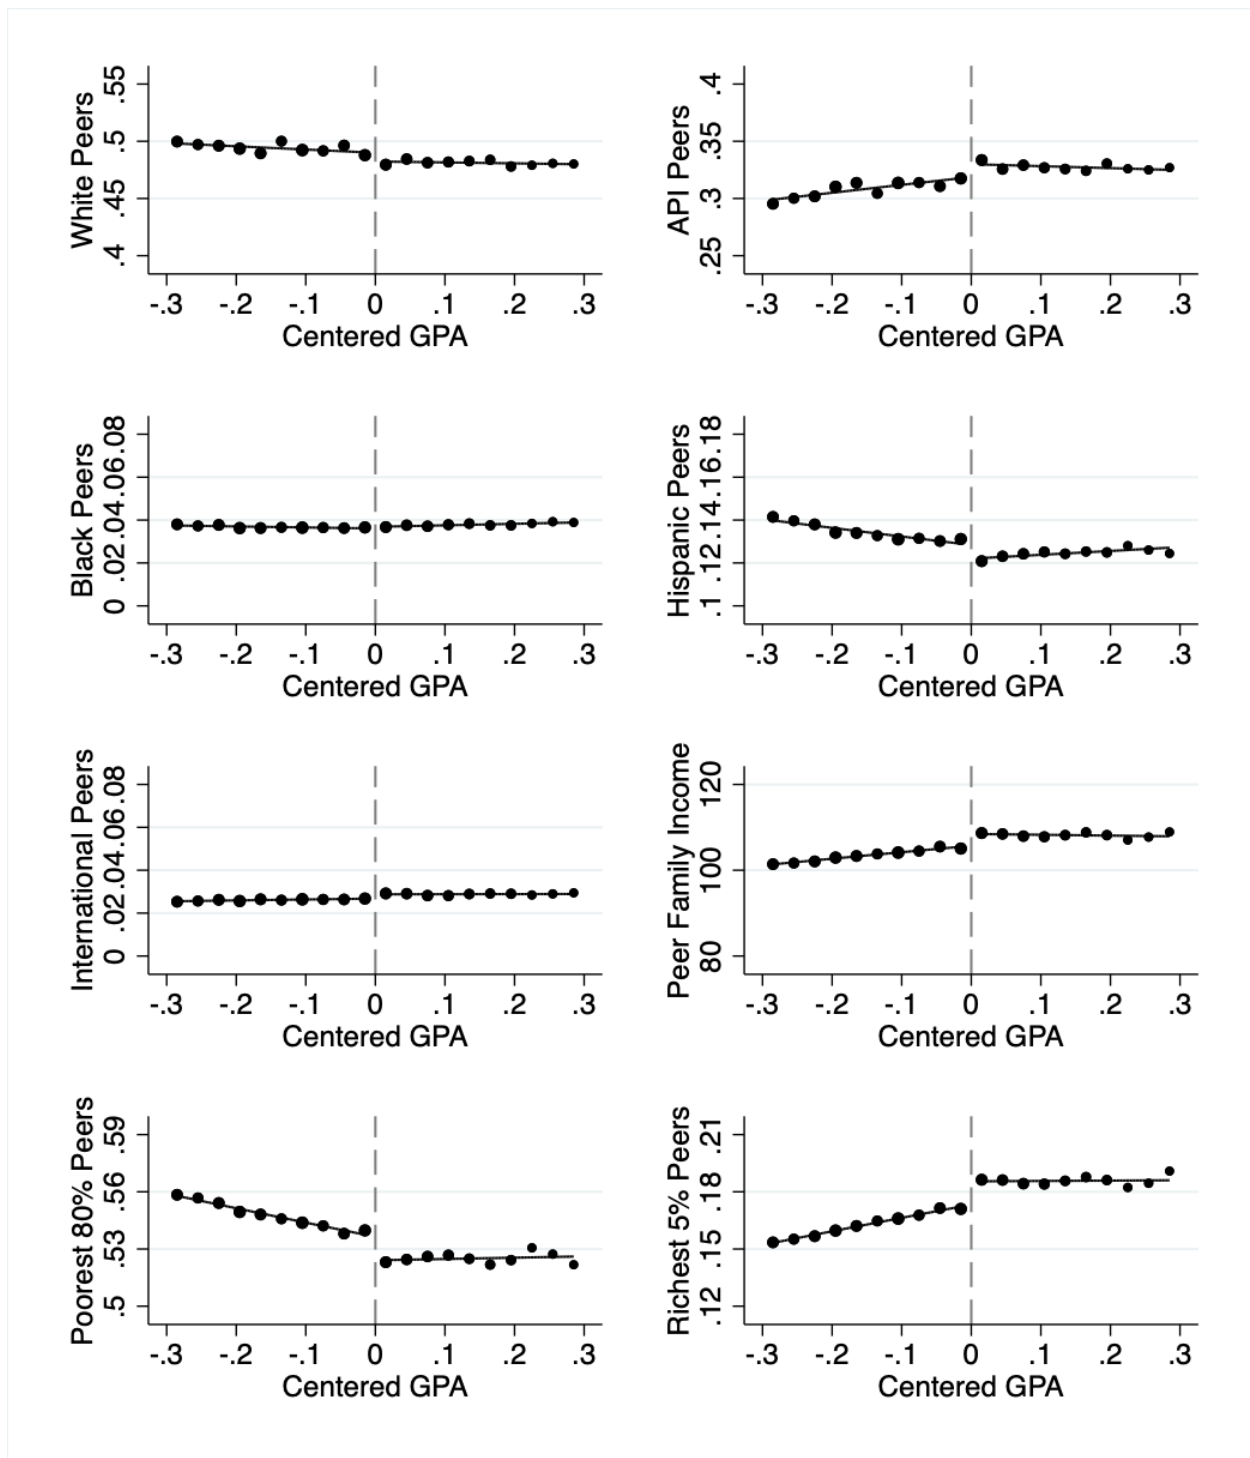 White Peers
.4 .45 .5 .55
-.3 -.2 -.1 0 .1 .2 .3
Centered GPA
API Peers
.25 .3 .35 .4
-.3 -.2 -.1 0 .1 .2 .3
Centered GPA
Black Peers
0 .02 .04 .06 .08
-.3 -.2 -.1 0 .1 .2 .3
Centered GPA
Hispanic Peers
.1 .12 .14 .16 .18
-.3 -.2 -.1 0 .1 .2 .3
Centered GPA
International Peers
0 .02 .04 .06 .08
-.3 -.2 -.1 0 .1 .2 .3
Centered GPA
Peer Family Income
80 100 120
-.3 -.2 -.1 0 .1 .2 .3
Centered GPA
Poorest 80% Peers
.5 .53 .56 .59
-.3 -.2 -.1 0 .1 .2 .3
Centered GPA
Richest 5% Peers
.12 .15 .18 .21
-.3 -.2 -.1 0 .1 .2 .3
Centered GPA